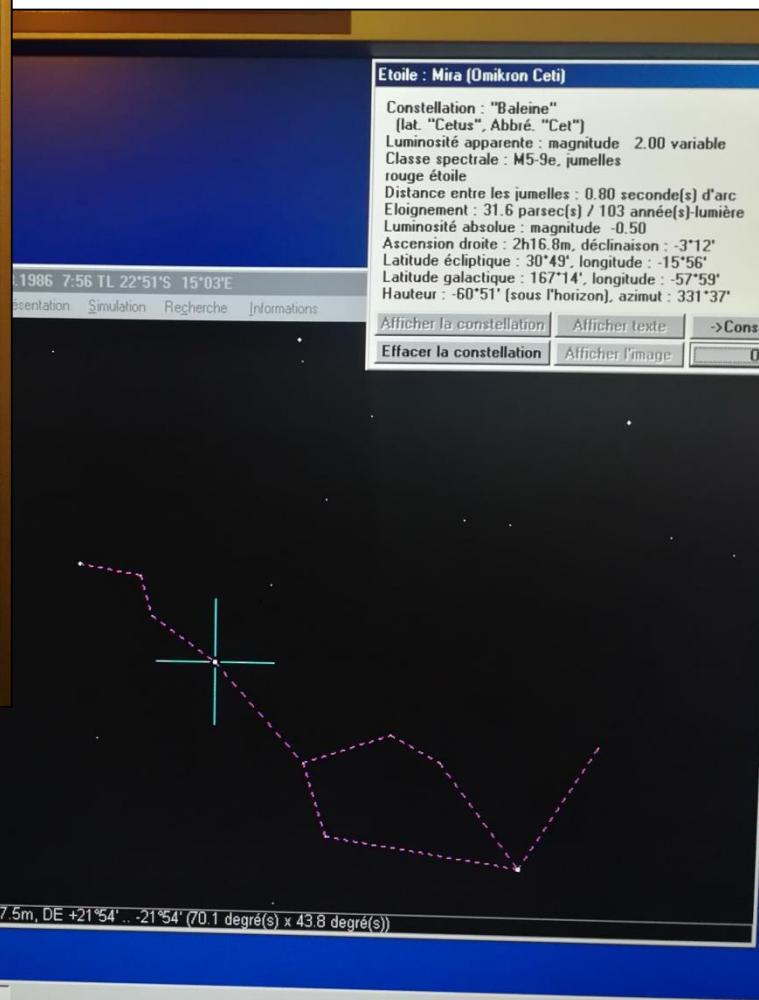 Etoile : Mira (Omikron Ceti)
Constellation : "Baleine"
(lat. "Cetus", Abbré. "Cet")
Luminosité apparente : magnitude 2.00 variable
Classe spectrale : M5-9e, jumelles
rouge étoile
Distance entre les jumelles : 0.80 seconde(s) d'arc
Eloignement : 31.6 parsec(s) / 103 année(s)-lumière
Luminosité absolue : magnitude -0.50
Ascension droite : 2h16.8m, déclinaison : -3°12'
Latitude écliptique : 30°49', longitude : -15°56'
Latitude galactique : 167°14', longitude : -57°59'
Hauteur : -60°51' (sous l'horizon), azimut : 331°37'
Afficher la constellation Afficher texte ->Cons
Effacer la constellation Afficher l'image
.1986 7:56 TL 22°51'S 15°03'E
Simulation Recherche Informations
7.5m, DE +21°54' .. -21°54' (70.1 degré(s) x 43.8 degré(s))